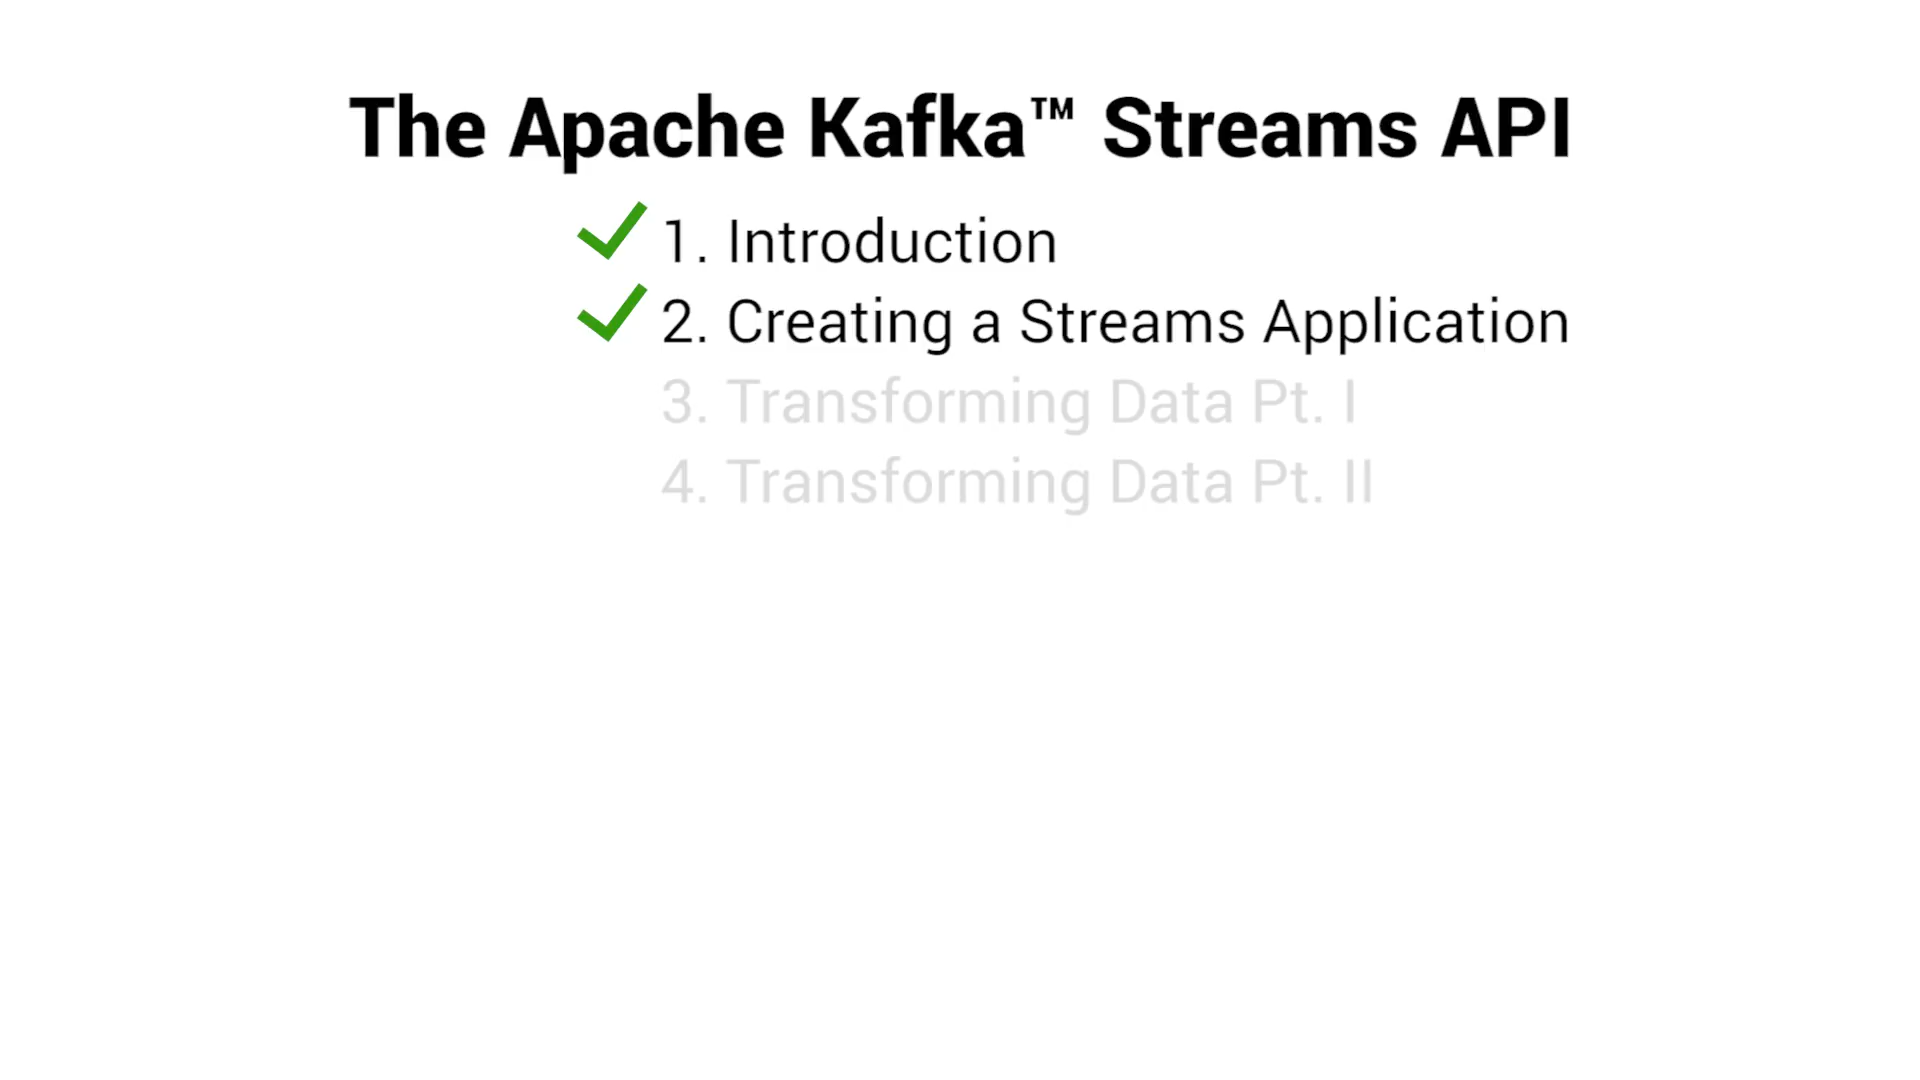 The Apache Kafka™ Streams API
1. Introduction
2. Creating a Streams Application
3. Transforming Data Pt. I
4. Transforming Data Pt. II